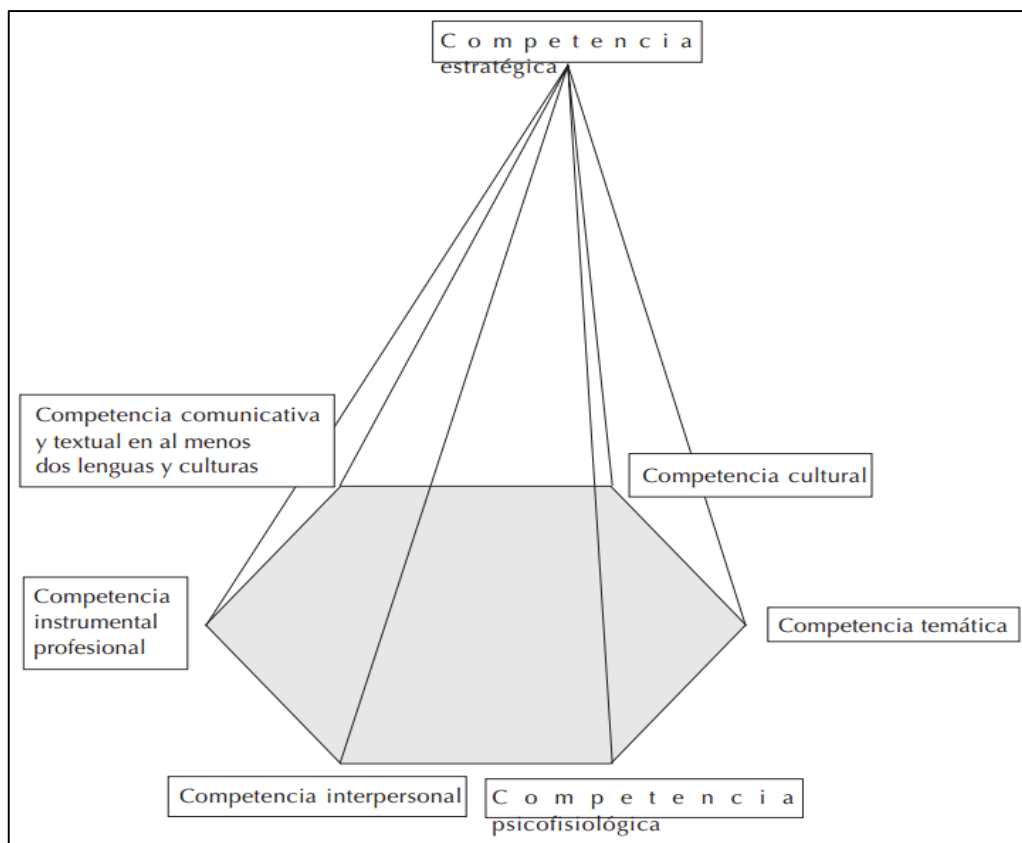 Competencia
estratégica
Competencia comunicativa
y textual en al menos
dos lenguas y culturas
Competencia cultural
Competencia
instrumental
profesional
Competencia temática
Competencia interpersonal
Competencia
psicofisiológica